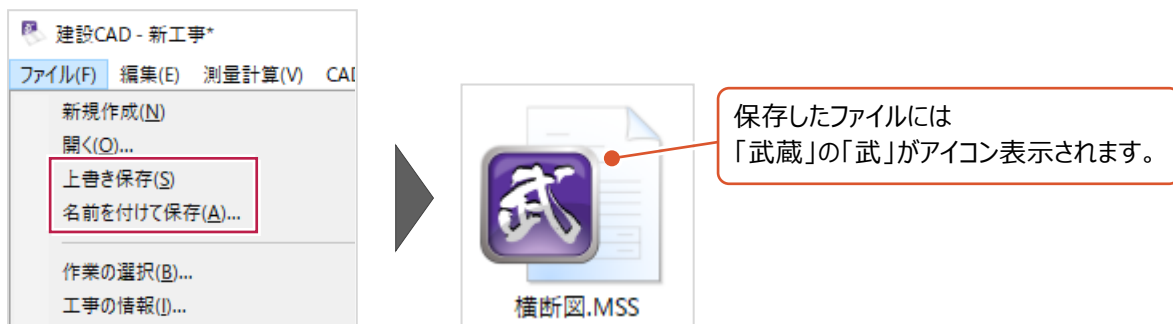 建設CAD - 新工事*
ファイル(F) 編集(E) 測量計算(V) CAD
新規作成(N)
開く(O)...
上書き保存(S)
名前を付けて保存(A)...
作業の選択(B)...
工事の情報(I)...
武
横断図.MSS
保存したファイルには
「武蔵」の「武」がアイコン表示されます。